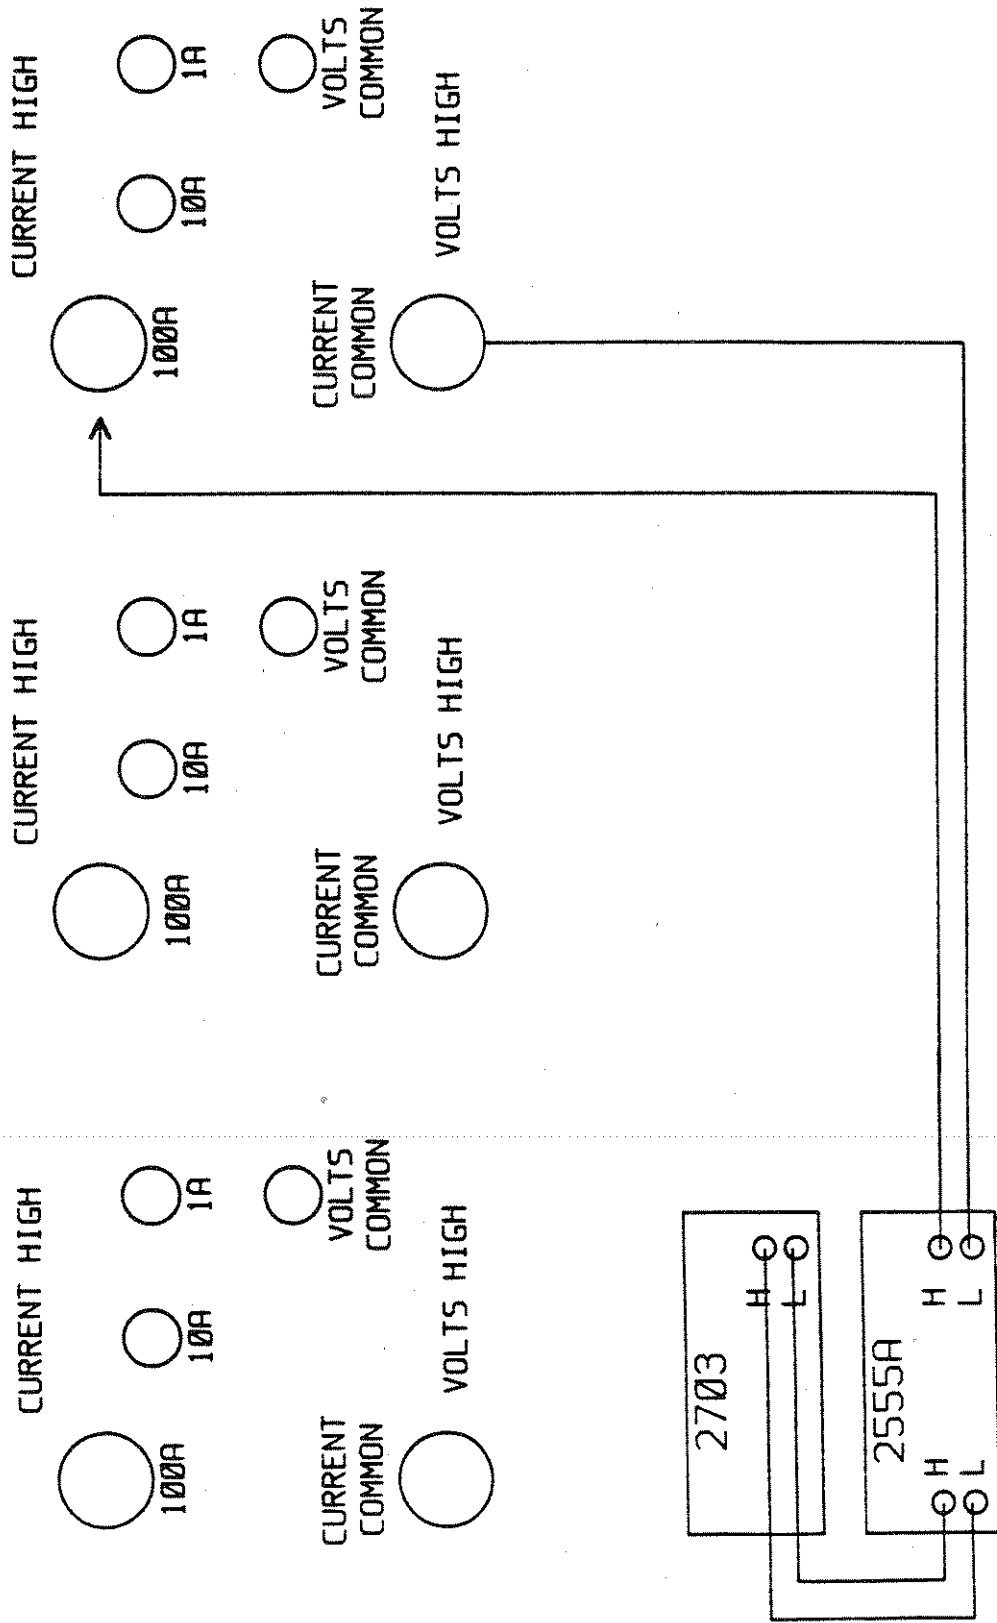 CURRENT HIGH
100A
10A
1A
CURRENT
COMMON
VOLTS
COMMON
VOLTS HIGH
CURRENT HIGH
100A
10A
1A
CURRENT
COMMON
VOLTS
COMMON
VOLTS HIGH
CURRENT HIGH
100A
10A
1A
CURRENT
COMMON
VOLTS
COMMON
VOLTS HIGH
2703
H
L
2555A
H
L
H
L